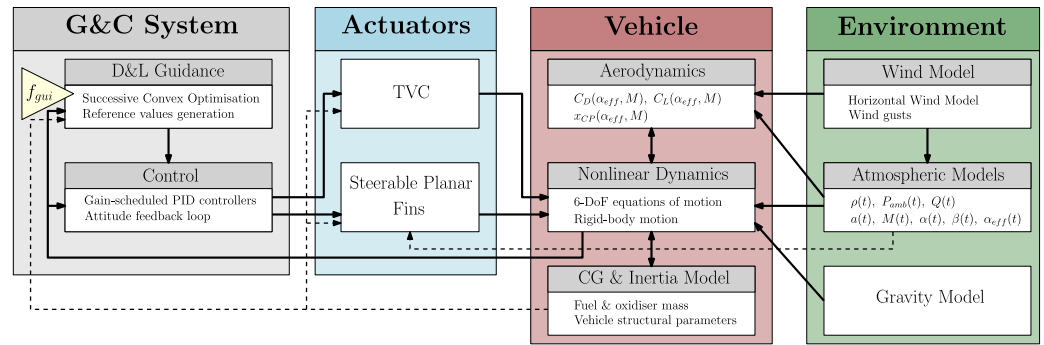 G&C System
D&L Guidance
f_gui
Successive Convex Optimisation
Reference values generation
Control
Gain-scheduled PID controllers
Attitude feedback loop
Actuators
TVC
Steerable Planar
Fins
Vehicle
Aerodynamics
C_D(α_eff, M), C_L(α_eff, M)
x_CP(α_eff, M)
Nonlinear Dynamics
6-DoF equations of motion
Rigid-body motion
CG & Inertia Model
Fuel & oxidiser mass
Vehicle structural parameters
Environment
Wind Model
Horizontal Wind Model
Wind gusts
Atmospheric Models
ρ(t), P_amb(t), Q(t)
a(t), M(t), α(t), β(t), α_eff(t)
Gravity Model